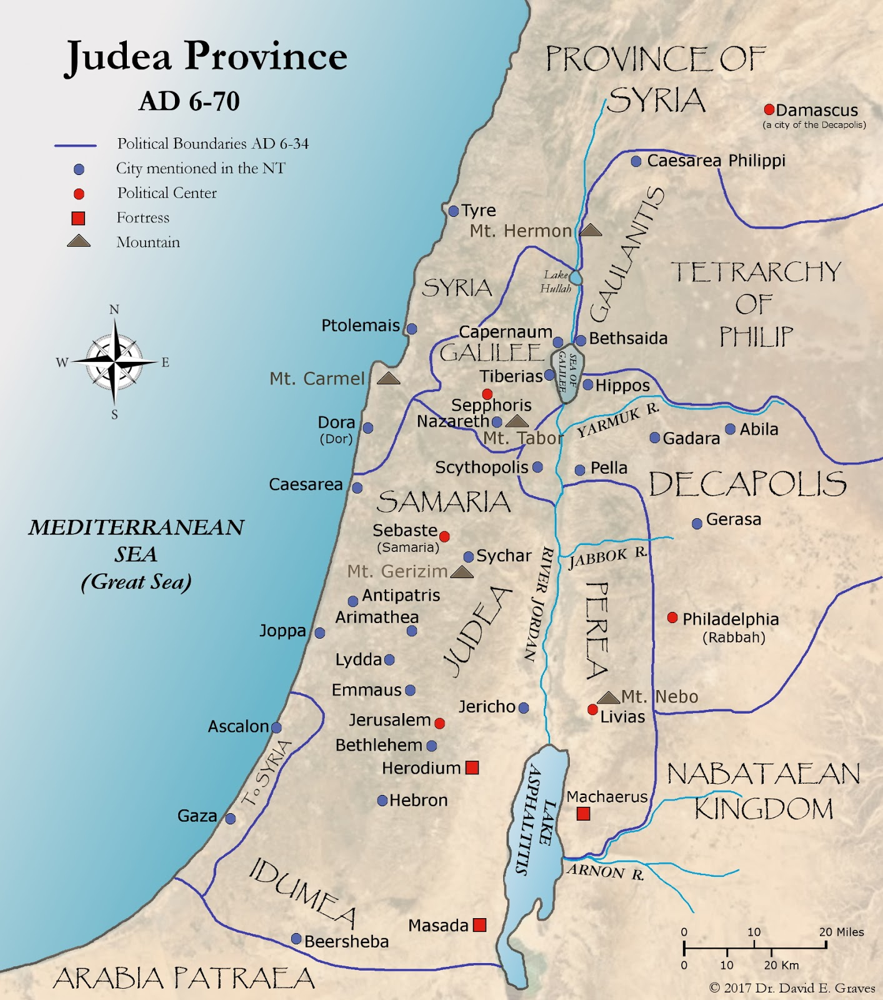 Judea Province
AD 6-70
Political Boundaries AD 6-34
City mentioned in the NT
Political Center
Fortress
Mountain
N
W
E
S
PROVINCE OF
SYRIA
Damascus
(a city of the Decapolis)
Caesarea Philippi
Tyre
Mt. Hermon
GAULANITIS
Lake
Hullah
SYRIA
TETRARCHY
OF
PHILIP
Ptolemais
Capernaum
Bethsaida
GALILEE
SEA OF
GALILEE
Mt. Carmel
Tiberias
Hippos
Sepphoris
YARMUK R.
Nazareth
Mt. Tabor
Dora
(Dor)
Gadara
Abila
Scythopolis
Pella
Caesarea
DECAPOLIS
SAMARIA
MEDITERRANEAN
SEA
(Great Sea)
Gerasa
Sebaste
(Samaria)
Sychar
JABBOK R.
Mt. Gerizim
RIVER JORDAN
Antipatris
JUDEA
PEREA
Arimathea
Joppa
Philadelphia
(Rabbah)
Lydda
Emmaus
Jericho
Mt. Nebo
Livias
Jerusalem
Ascalon
Bethlehem
To SYRIA
Herodium
NABATAEAN
KINGDOM
Hebron
Machaerus
LAKE
ASPHALTITIS
Gaza
ARNON R.
IDUMEA
Masada
Beersheba
0 10 20 Miles
0 10 20 Km
ARABIA PATRAEA
© 2017 Dr. David E. Graves